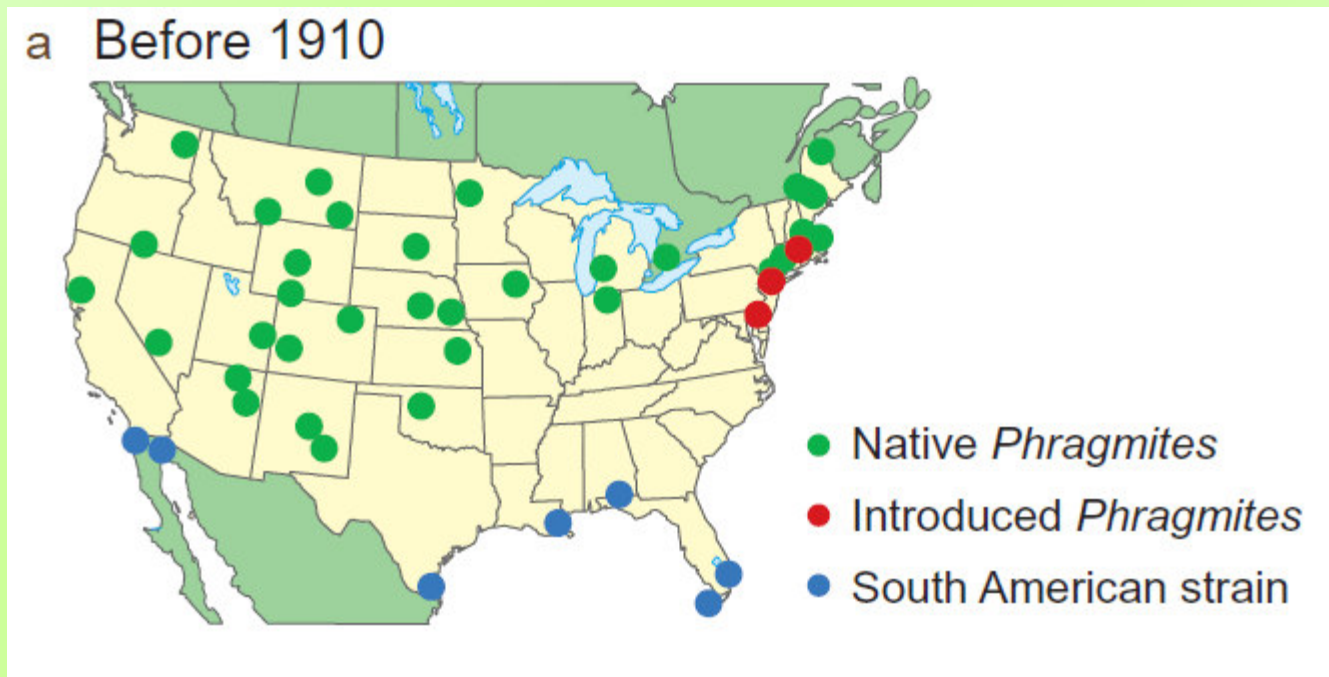 a Before 1910
Native Phragmites
Introduced Phragmites
South American strain